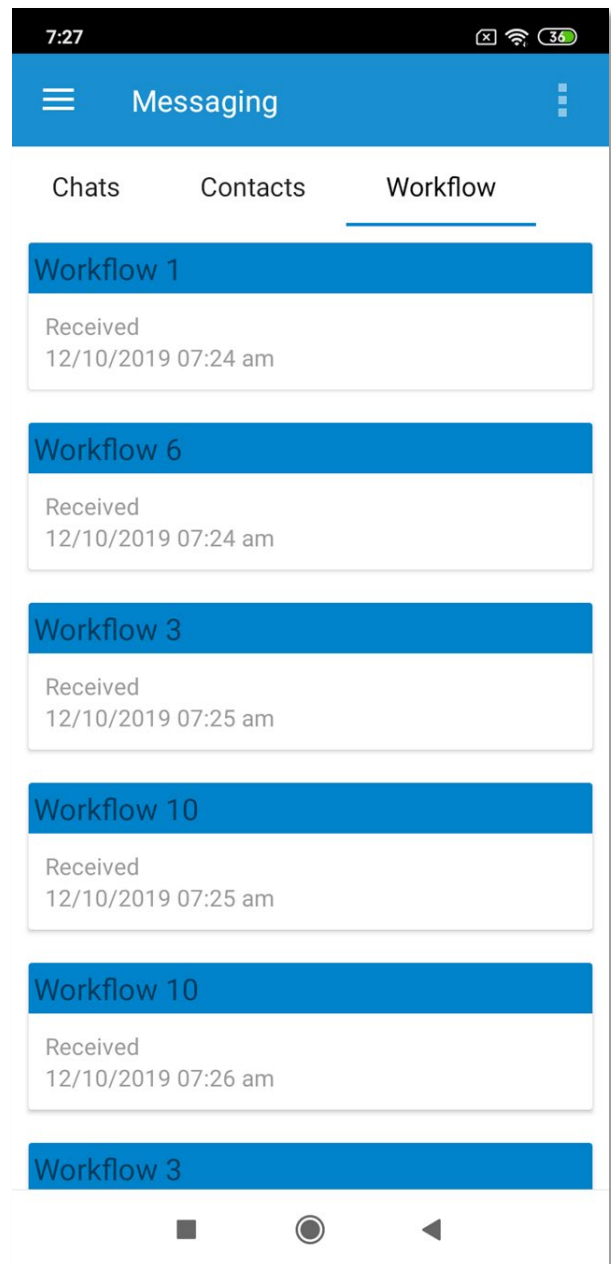 7:27
36
Messaging
Chats Contacts Workflow
Workflow 1
Received
12/10/2019 07:24 am
Workflow 6
Received
12/10/2019 07:24 am
Workflow 3
Received
12/10/2019 07:25 am
Workflow 10
Received
12/10/2019 07:25 am
Workflow 10
Received
12/10/2019 07:26 am
Workflow 3